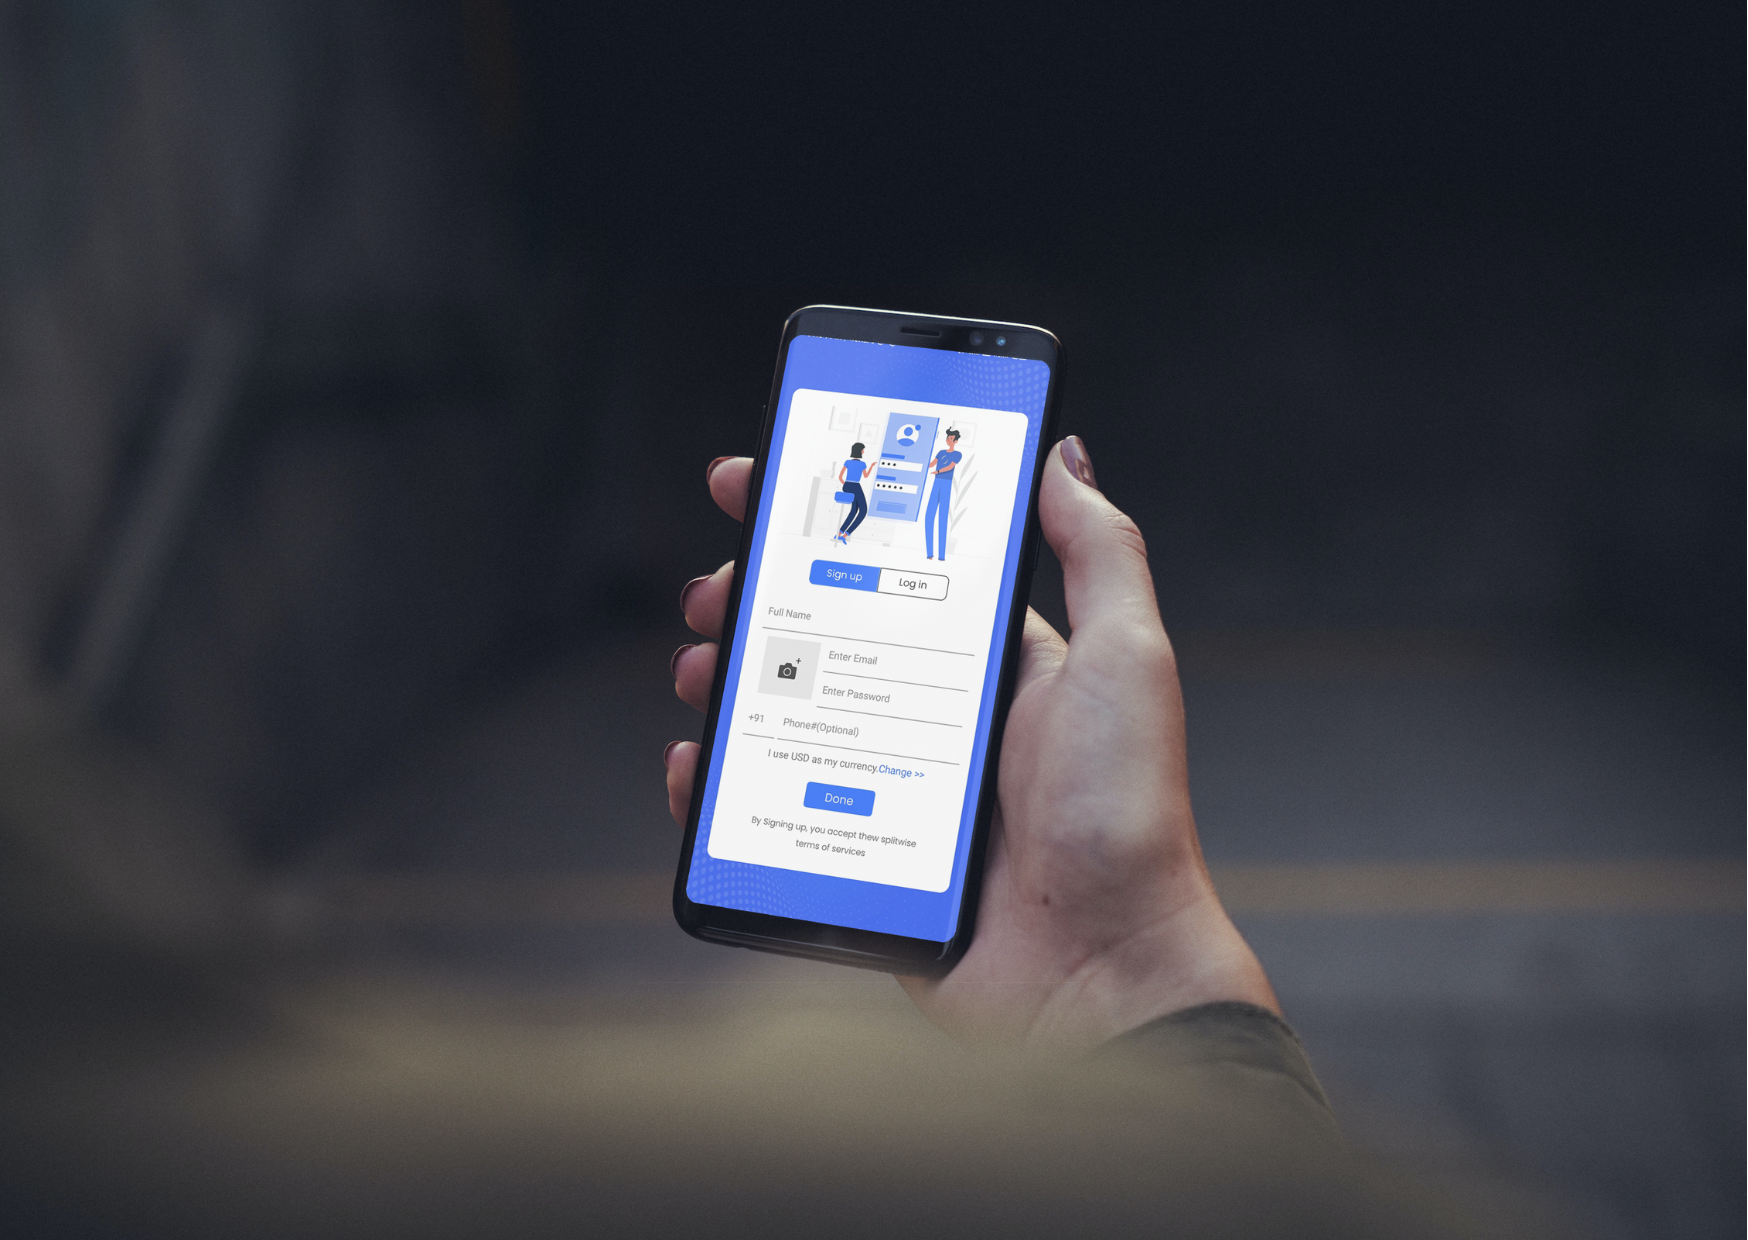 Sign up Log in
Full Name
Enter Email
Enter Password
+91 Phone#(Optional)
I use USD as my currency.Change >>
Done
By Signing up, you accept thew splitwise
terms of services